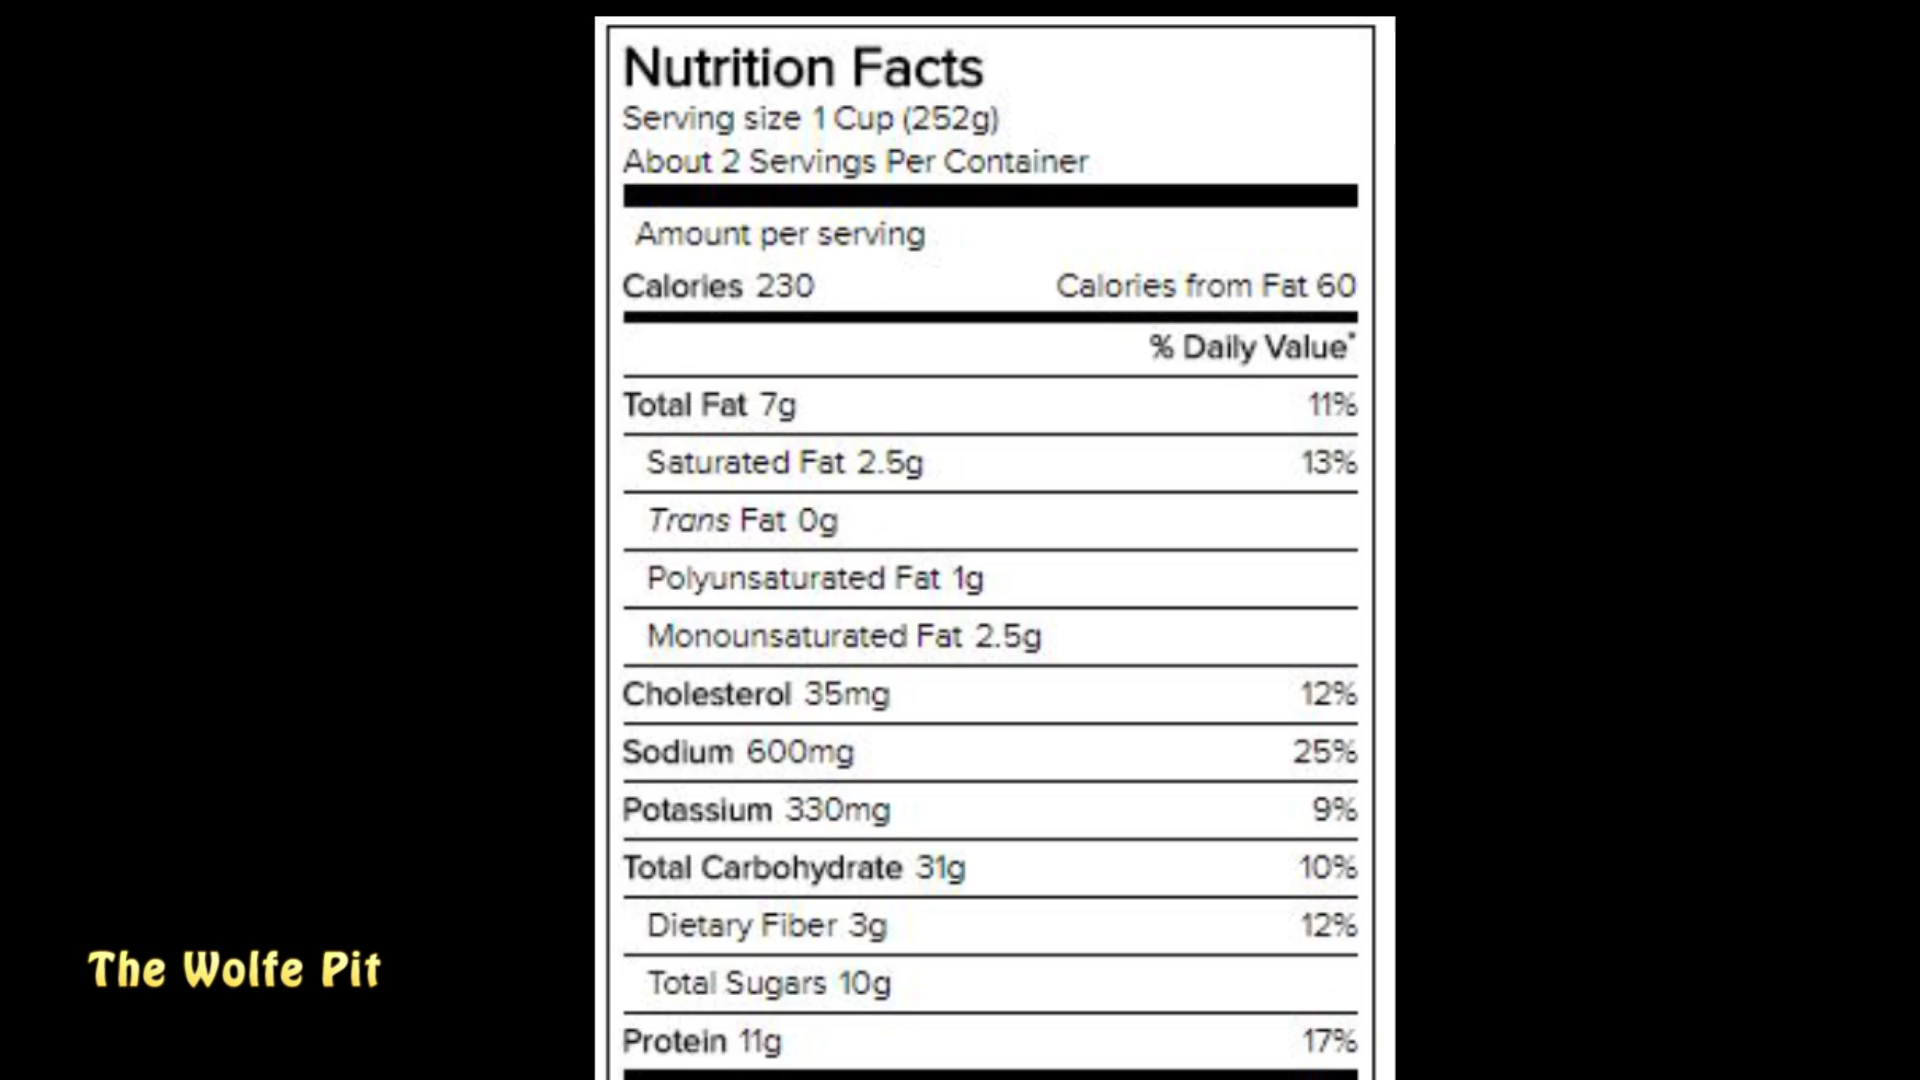 Nutrition Facts
Serving size 1 Cup (252g)
About 2 Servings Per Container
Amount per serving
Calories 230 Calories from Fat 60
% Daily Value*
Total Fat 7g 11%
Saturated Fat 2.5g 13%
Trans Fat 0g
Polyunsaturated Fat 1g
Monounsaturated Fat 2.5g
Cholesterol 35mg 12%
Sodium 600mg 25%
Potassium 330mg 9%
Total Carbohydrate 31g 10%
Dietary Fiber 3g 12%
Total Sugars 10g
Protein 11g 17%
The Wolfe Pit